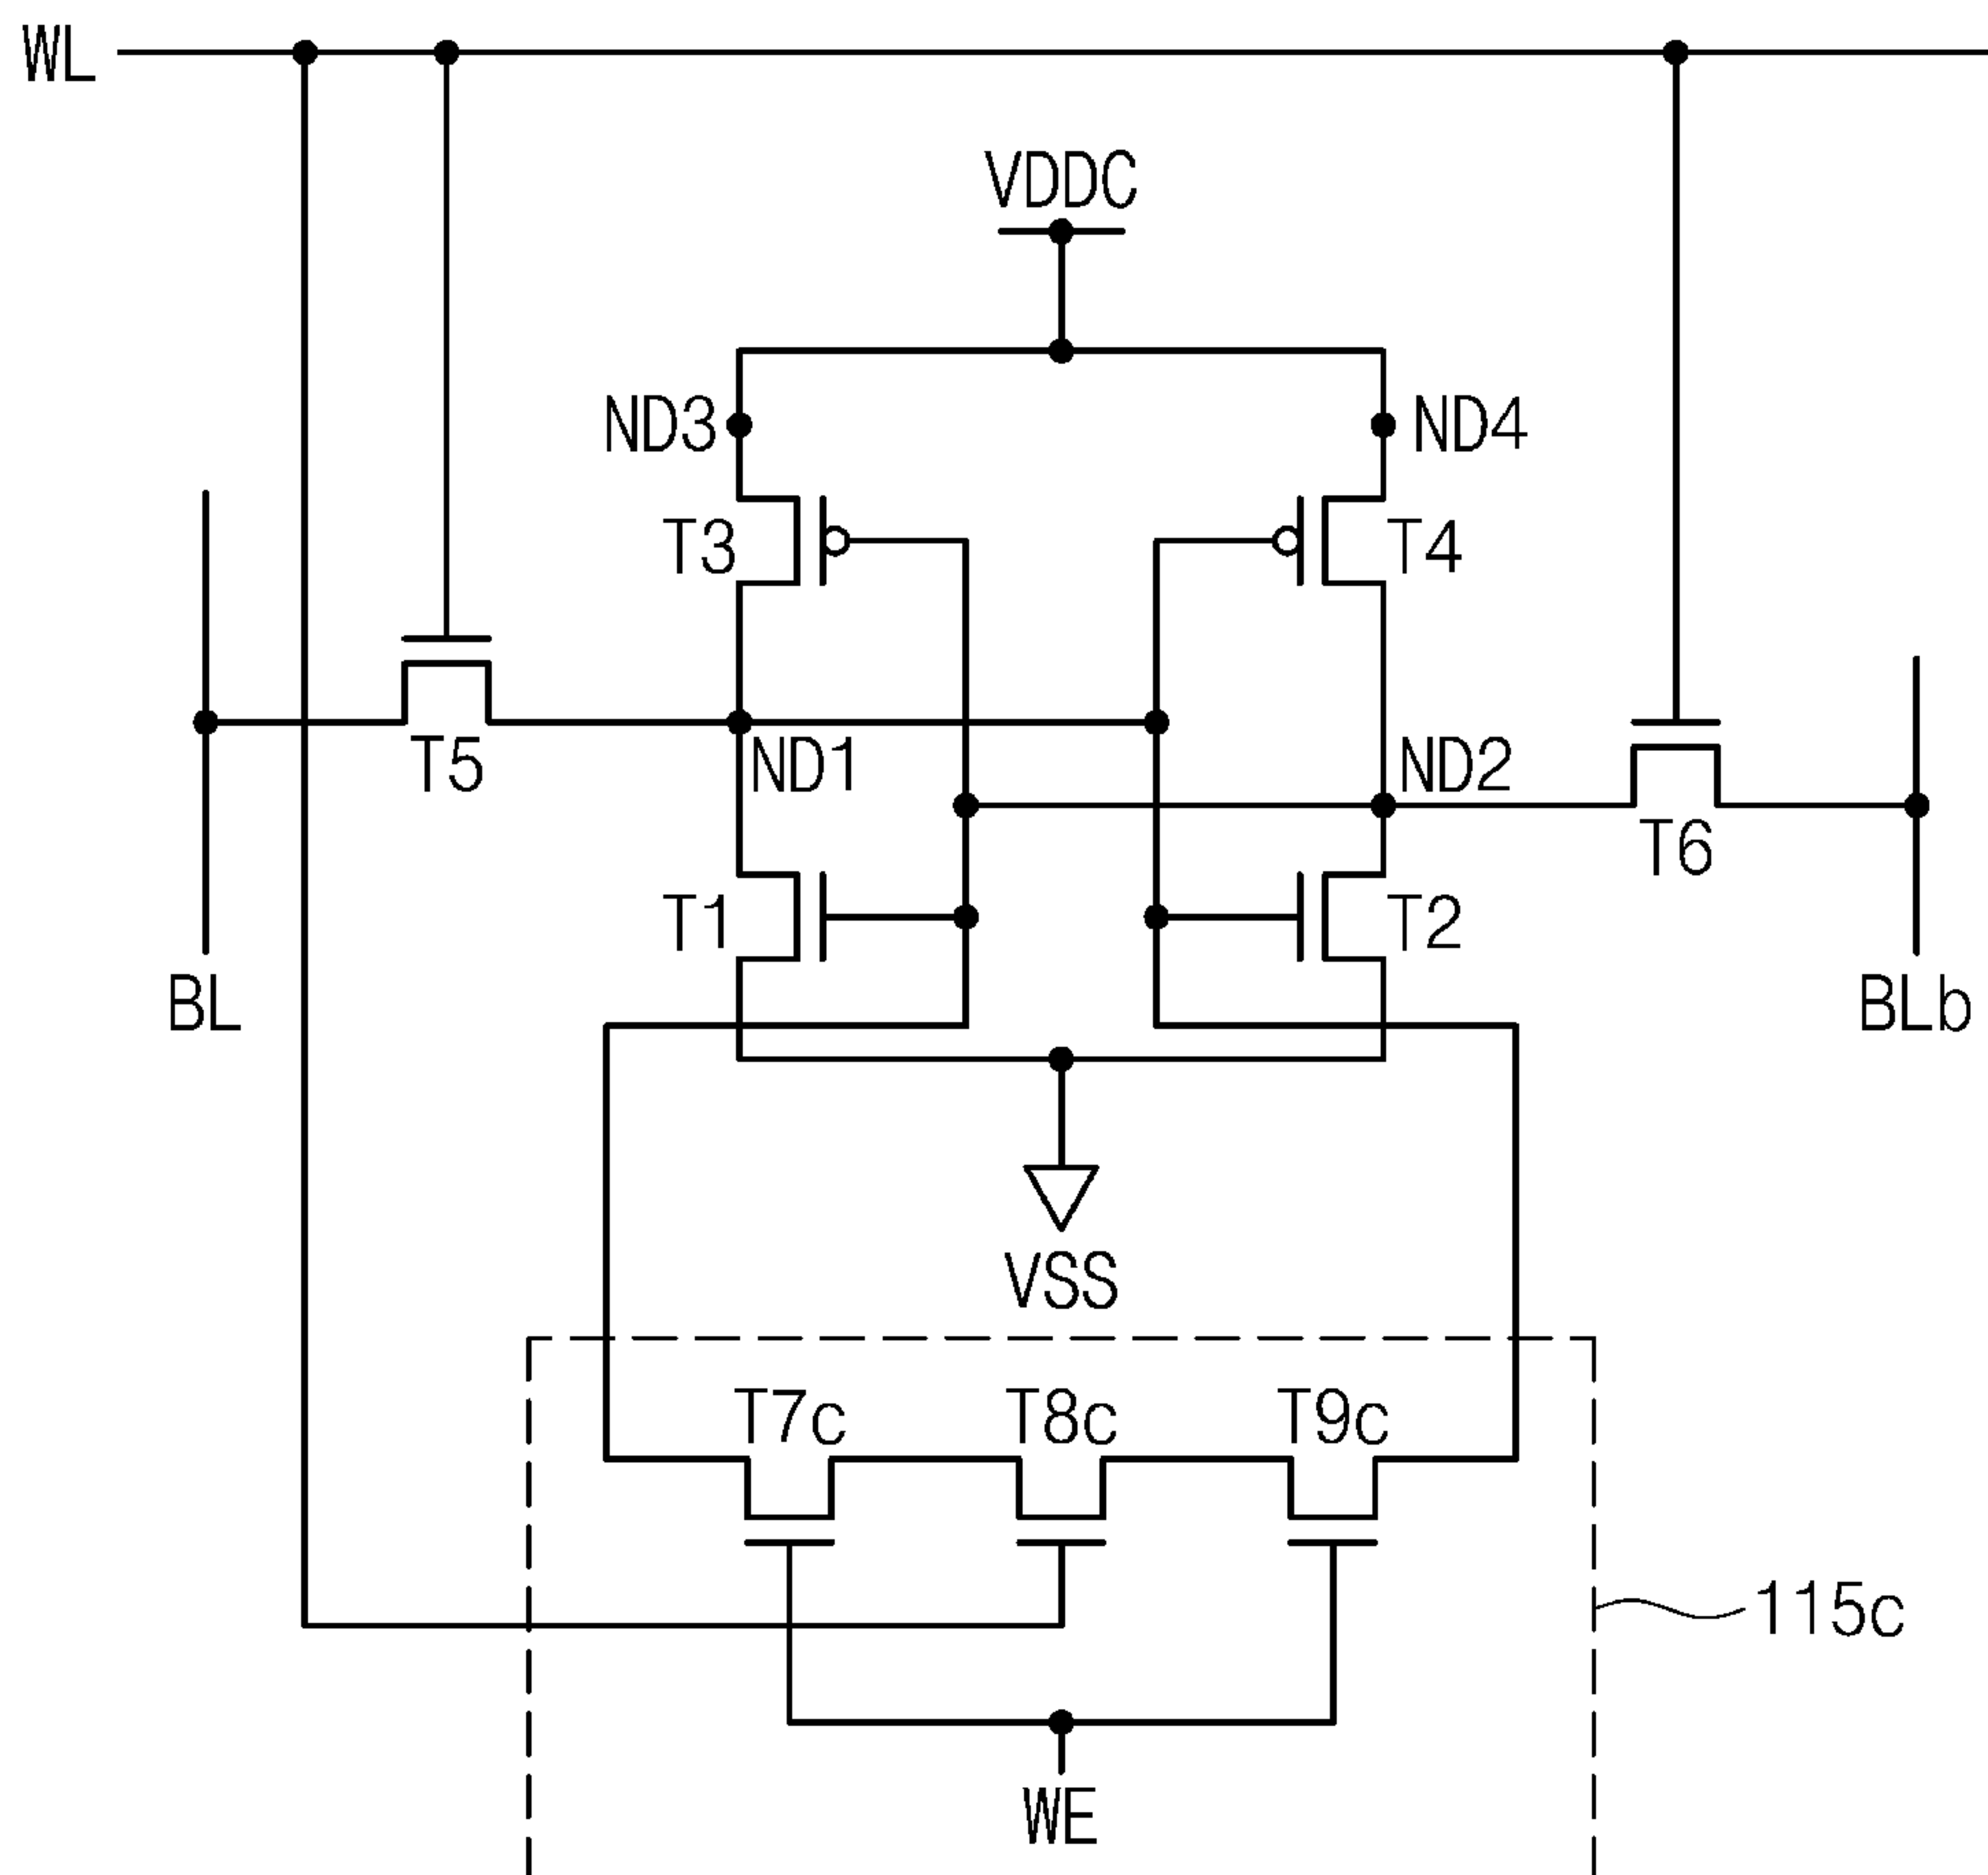 WL
VDDC
ND3
ND4
T3
T4
T5
ND1
ND2
T6
T1
T2
BL
BLb
VSS
T7c
T8c
T9c
115c
WE